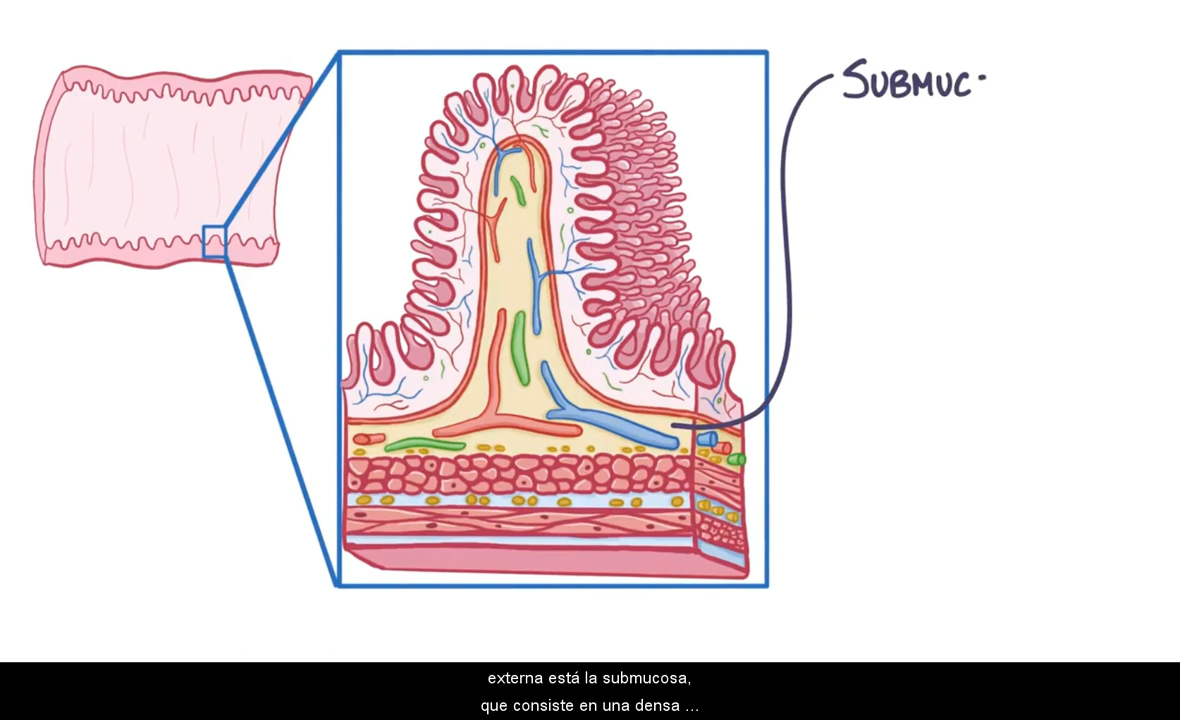 SUBMUC
externa está la submucosa,
que consiste en una densa ...